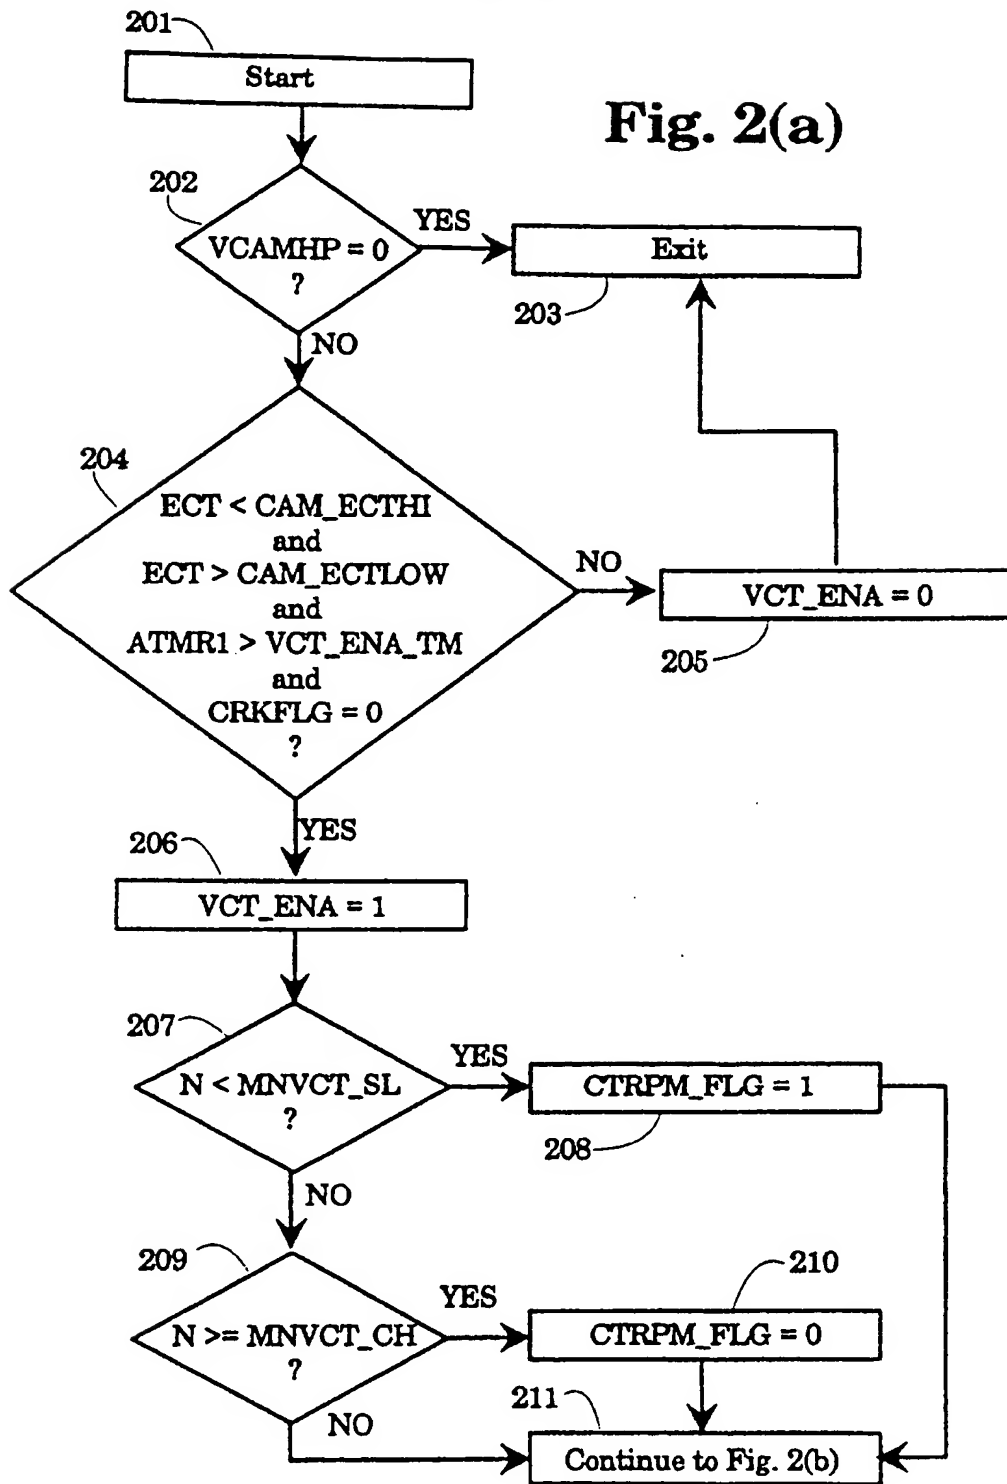 201
Start
Fig. 2(a)
202
VCAMHP = 0
?
YES
Exit
203
NO
204
ECT < CAM_ECTHI
and
ECT > CAM_ECTLOW
and
ATMR1 > VCT_ENA_TM
and
CRKFLG = 0
?
NO
VCT_ENA = 0
205
YES
206
VCT_ENA = 1
207
N < MNVCT_SL
?
YES
CTRPM_FLG = 1
208
NO
209
N >= MNVCT_CH
?
YES
210
CTRPM_FLG = 0
NO
211
Continue to Fig. 2(b)